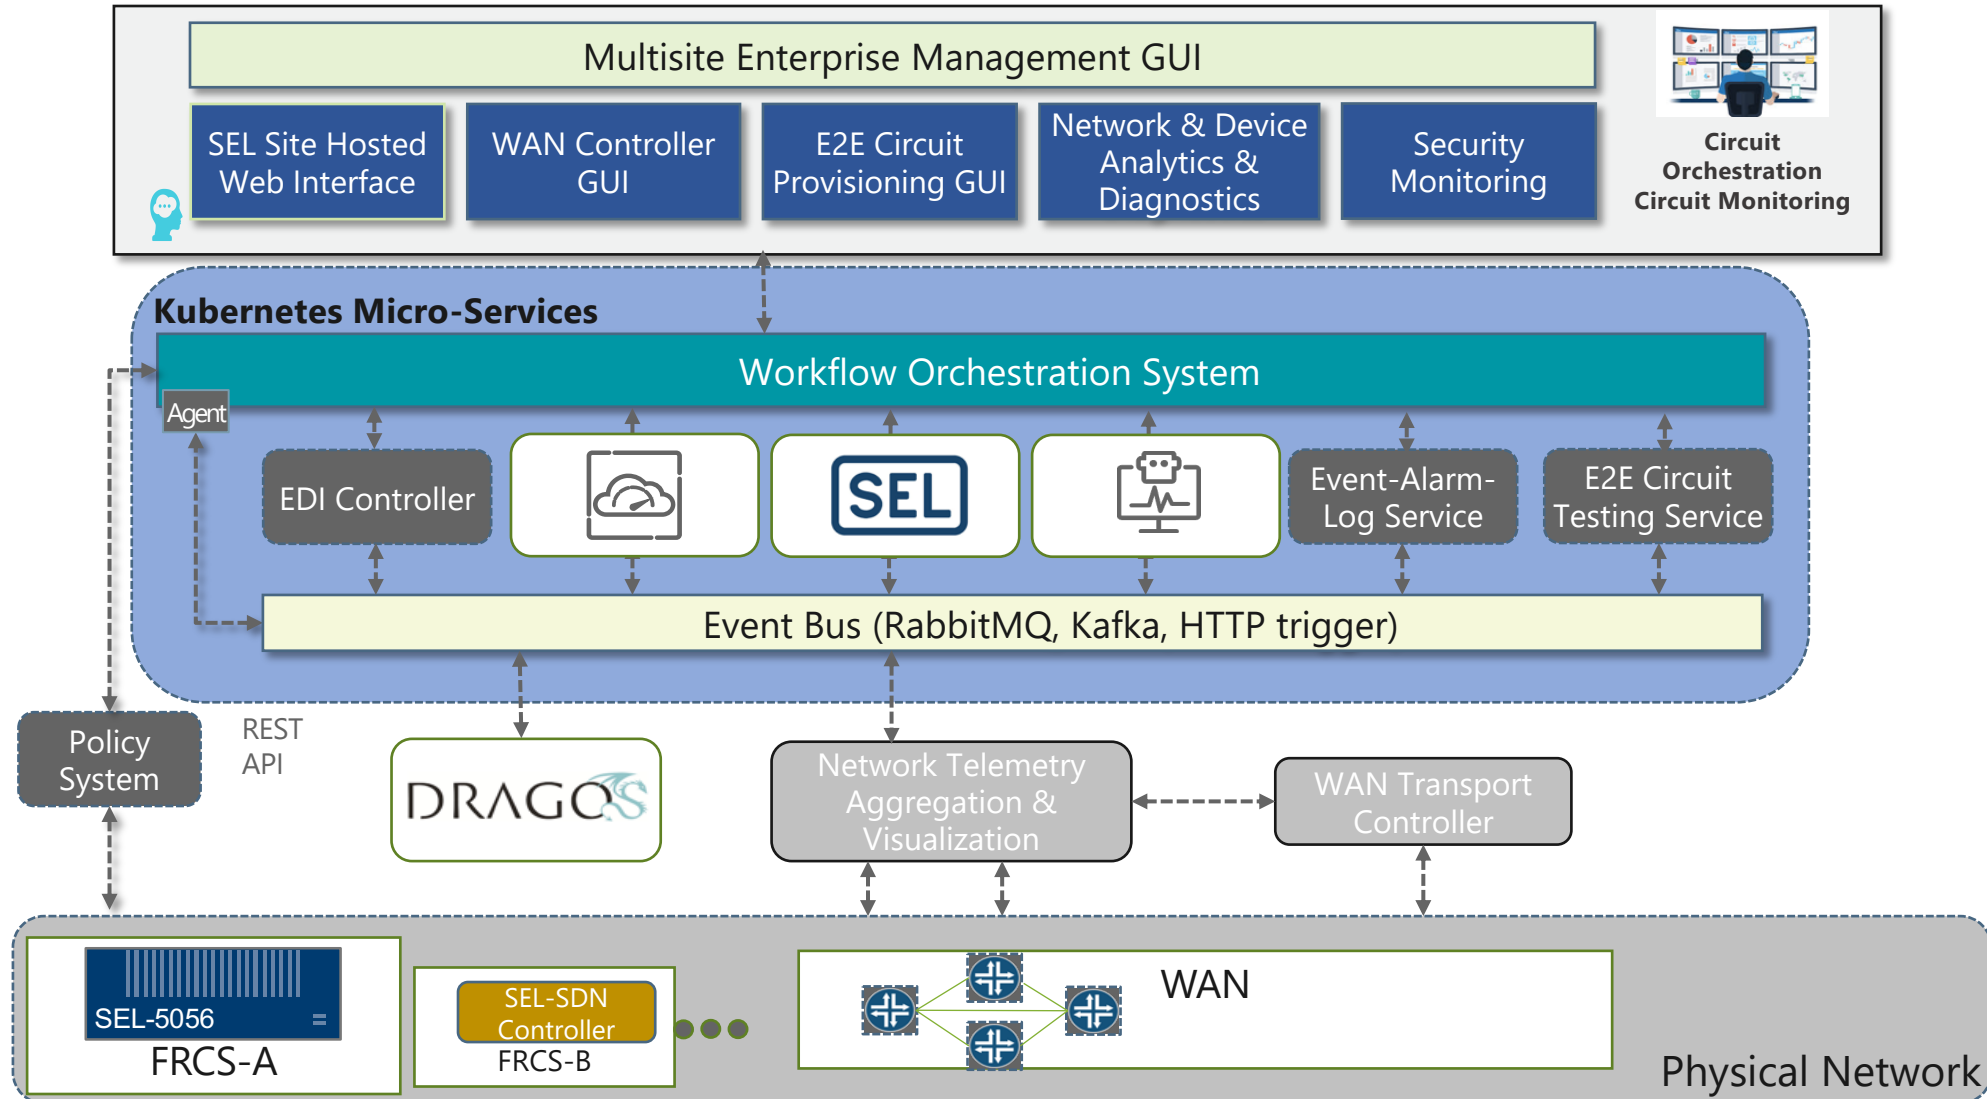 Multisite Enterprise Management GUI
SEL Site Hosted
Web Interface
WAN Controller
GUI
E2E Circuit
Provisioning GUI
Network & Device
Analytics &
Diagnostics
Security
Monitoring
Circuit
Orchestration
Circuit Monitoring
Kubernetes Micro-Services
Workflow Orchestration System
Agent
EDI Controller
SEL
Event-Alarm-
Log Service
E2E Circuit
Testing Service
Event Bus (RabbitMQ, Kafka, HTTP trigger)
Policy
System
REST
API
DRAGOS
Network Telemetry
Aggregation &
Visualization
WAN Transport
Controller
SEL-5056
FRCS-A
SEL-SDN
Controller
FRCS-B
WAN
Physical Network